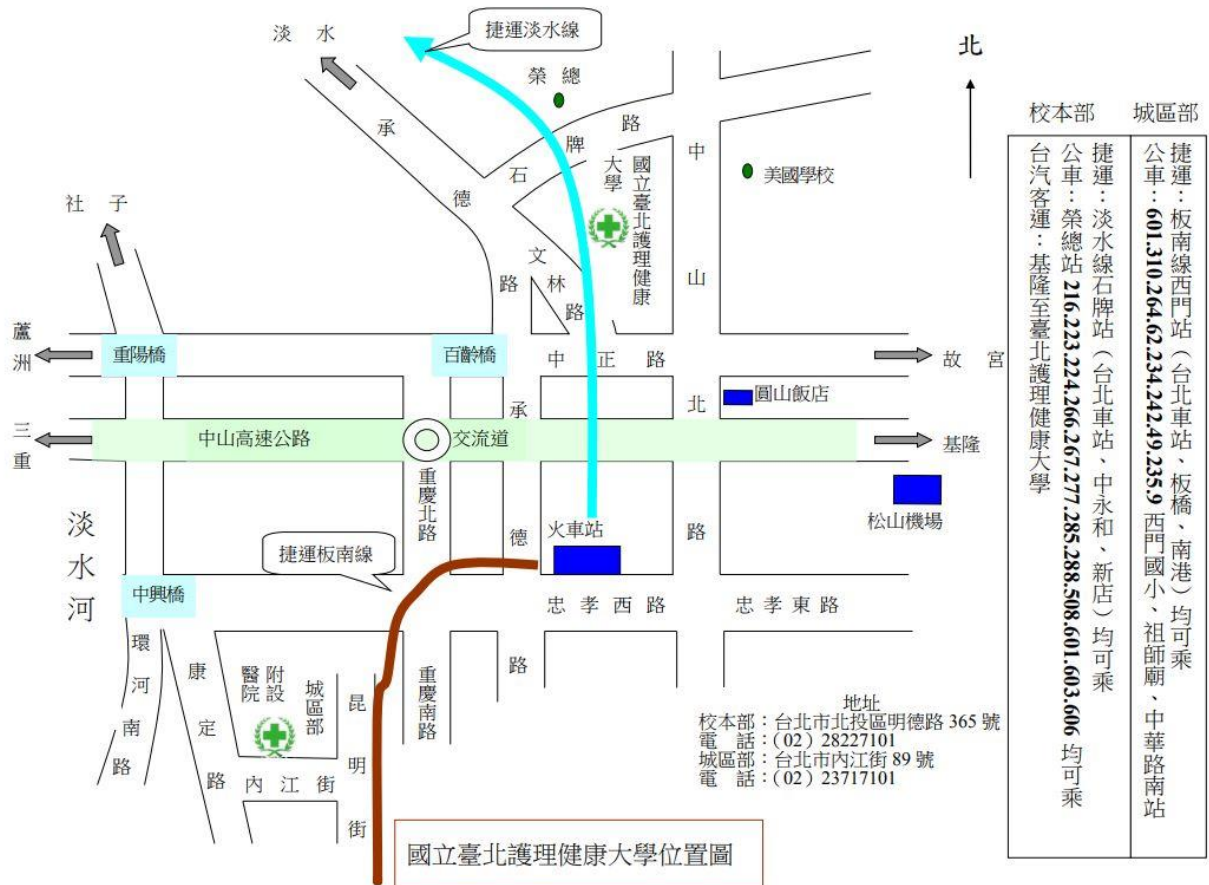 捷運淡水線
淡水
北
榮總
承德路
石牌路
中山北路
國立臺北護理健康
大學
美國學校
社子
文林路
蘆洲
重陽橋
百齡橋
中正路
故宮
圓山飯店
三重
中山高速公路
交流道
基隆
重慶北路
承德路
松山機場
淡水河
火車站
捷運板南線
中興橋
忠孝西路
忠孝東路
環河南路
康定路
附設
醫院
城區部
昆明街
重慶南路
內江街
地址
校本部：台北市北投區明德路 365 號
電　話：(02) 28227101
城區部：台北市內江街 89 號
電　話：(02) 23717101
國立臺北護理健康大學位置圖
城區部
捷運：板南線西門站（台北車站、板橋、南港）均可乘
公車：601.310.264.62.234.242.49.235.9 西門國小、祖師廟、中華路南站
校本部
捷運：淡水線石牌站（台北車站、中永和、新店）均可乘
公車：榮總站 216.223.224.266.267.277.285.288.508.601.603.606 均可乘
台汽客運：基隆至臺北護理健康大學